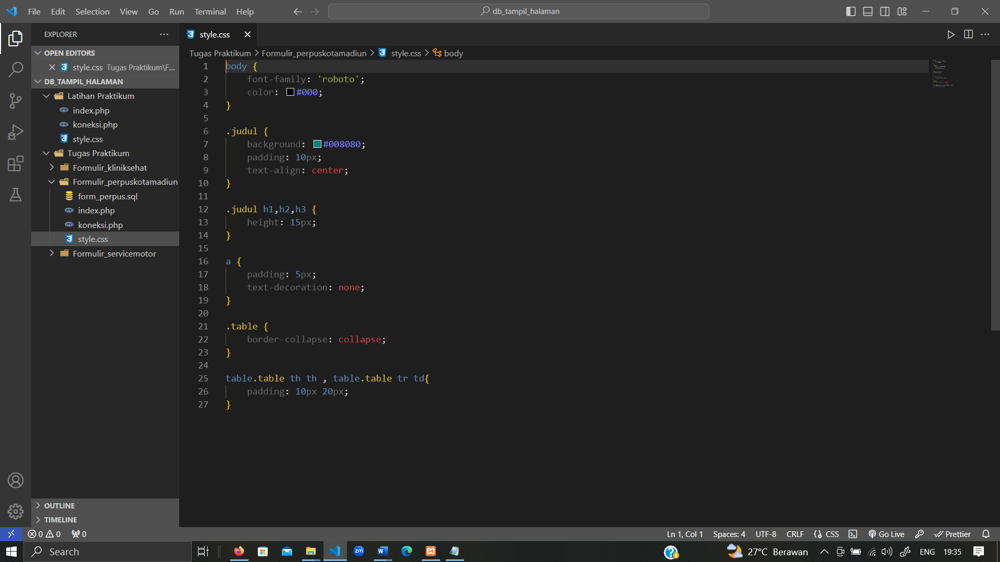 File Edit Selection View Go Run Terminal Help
db_tampil_halaman
EXPLORER
OPEN EDITORS
style.css Tugas Praktikum\F...
DB_TAMPIL_HALAMAN
Latihan Praktikum
index.php
koneksi.php
style.css
Tugas Praktikum
Formulir_kliniksehat
Formulir_perpuskotamadiun
form_perpus.sql
index.php
koneksi.php
style.css
Formulir_servicemotor
OUTLINE
TIMELINE
style.css
Tugas Praktikum > Formulir_perpuskotamadiun > style.css > body
1 body {
2 font-family: 'roboto';
3 color: #000;
4 }
5
6 .judul {
7 background: #008080;
8 padding: 10px;
9 text-align: center;
10 }
11
12 .judul h1,h2,h3 {
13 height: 15px;
14 }
15
16 a {
17 padding: 5px;
18 text-decoration: none;
19 }
20
21 .table {
22 border-collapse: collapse;
23 }
24
25 table.table th th , table.table tr td{
26 padding: 10px 20px;
27 }
0 0 0
Ln 1, Col 1 Spaces: 4 UTF-8 CRLF CSS Go Live Prettier
Search
zm
27°C Berawan ENG 19:35